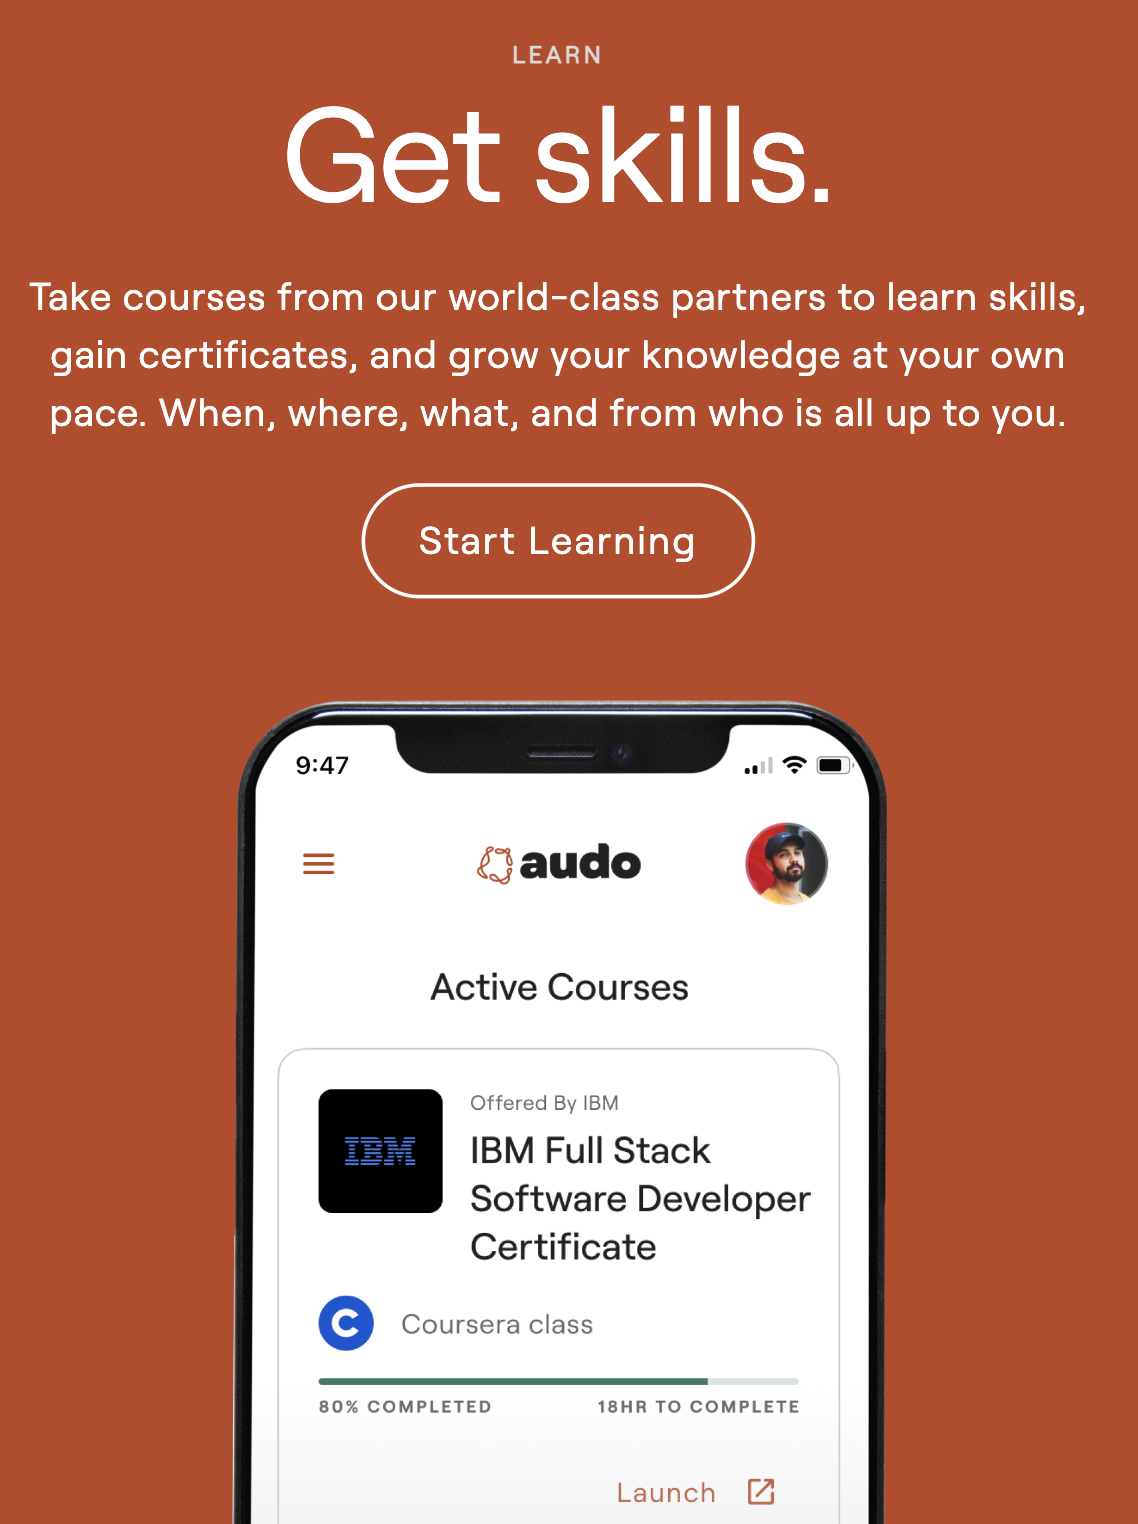 LEARN
Get skills.
Take courses from our world-class partners to learn skills,
gain certificates, and grow your knowledge at your own
pace. When, where, what, and from who is all up to you.
Start Learning
9:47
audo
Active Courses
IBM
Offered By IBM
IBM Full Stack
Software Developer
Certificate
C
Coursera class
80% COMPLETED
18HR TO COMPLETE
Launch